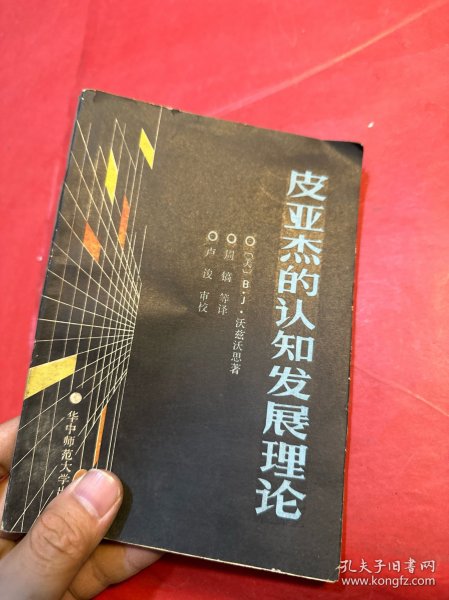 皮亚杰的认知发展理论
〔美〕B·J·沃兹沃思著
周镐等译
卢浚审校
华中师范大学出
孔夫子旧书网
www.kongfz.com